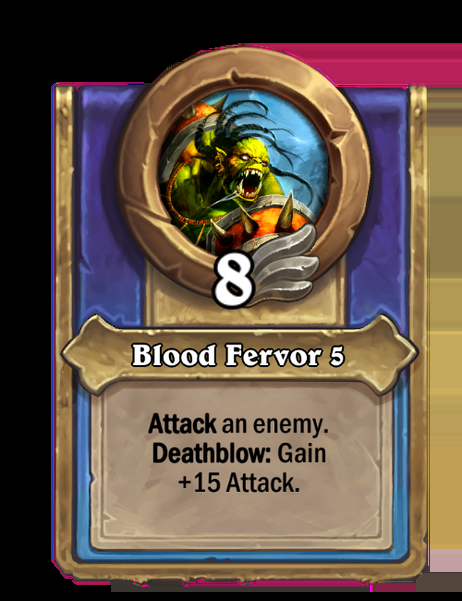 8
Blood Fervor 5
Attack an enemy.
Deathblow: Gain
+15 Attack.